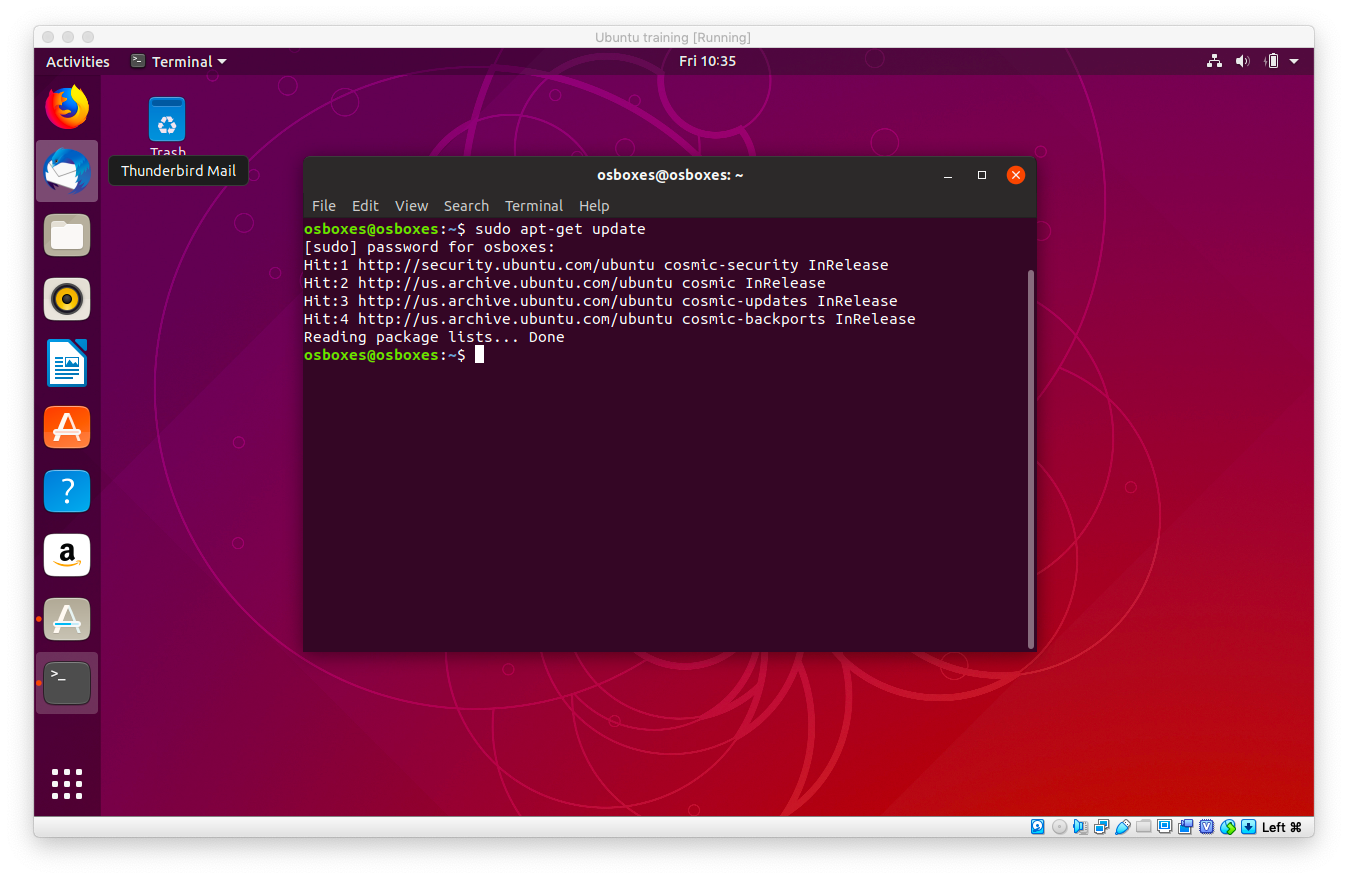 Ubuntu training [Running]
Activities
Terminal
Fri 10:35
Trash
Thunderbird Mail
osboxes@osboxes: ~
File Edit View Search Terminal Help
osboxes@osboxes:~$ sudo apt-get update
[sudo] password for osboxes:
Hit:1 http://security.ubuntu.com/ubuntu cosmic-security InRelease
Hit:2 http://us.archive.ubuntu.com/ubuntu cosmic InRelease
Hit:3 http://us.archive.ubuntu.com/ubuntu cosmic-updates InRelease
Hit:4 http://us.archive.ubuntu.com/ubuntu cosmic-backports InRelease
Reading package lists... Done
osboxes@osboxes:~$
?
a
>_
Left ⌘